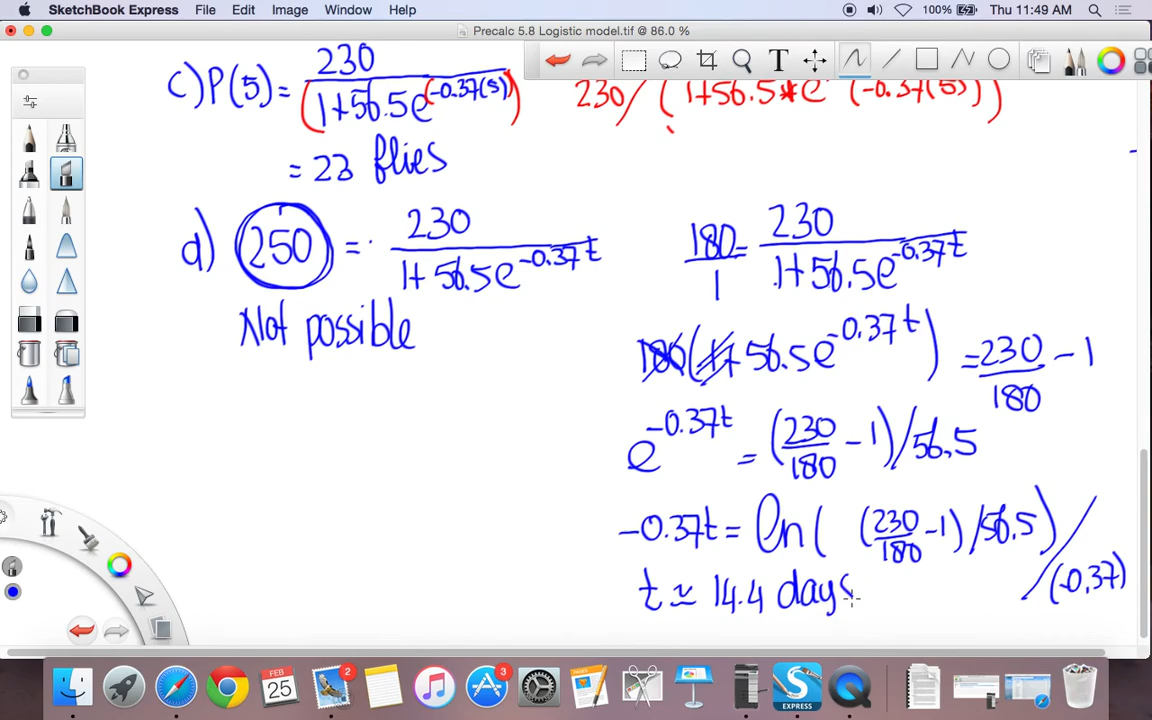 SketchBook Express File Edit Image Window Help 100% Thu 11:49 AM
Precalc 5.8 Logistic model.tif @ 86.0 %
T
c) P(5) = 230 / (1+56.5e^(-0.37(5))) 230/(1+56.5*e^(-0.37(5)))
= 23 flies
d) 250 = 230 / 1+56.5e^-0.37t 180/1 = 230 / 1+56.5e^-0.37t
Not possible
180(1+56.5e^-0.37t) = 230/180 - 1
e^-0.37t = (230/180 - 1)/56.5
-0.37t = ln( (230/180 - 1)/56.5) / (-0.37)
t ≃ 14.4 days
FEB 25 2 3 S EXPRESS